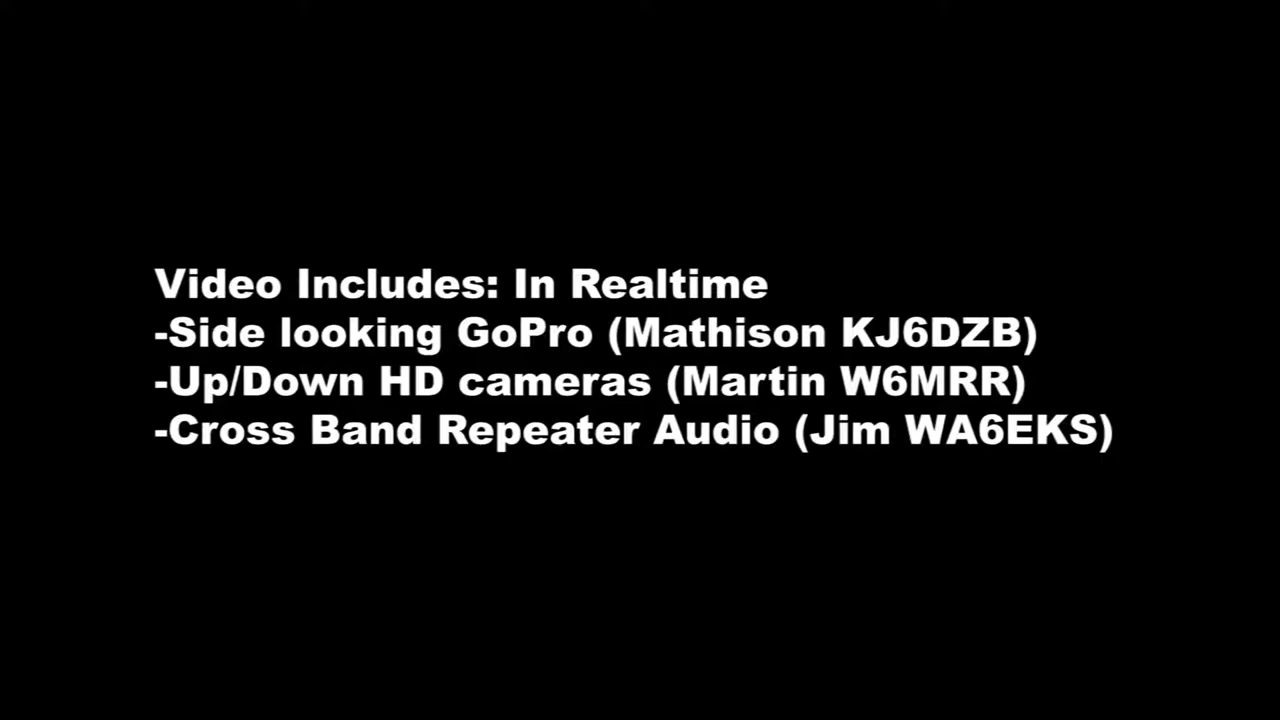 Video Includes: In Realtime
-Side looking GoPro (Mathison KJ6DZB)
-Up/Down HD cameras (Martin W6MRR)
-Cross Band Repeater Audio (Jim WA6EKS)